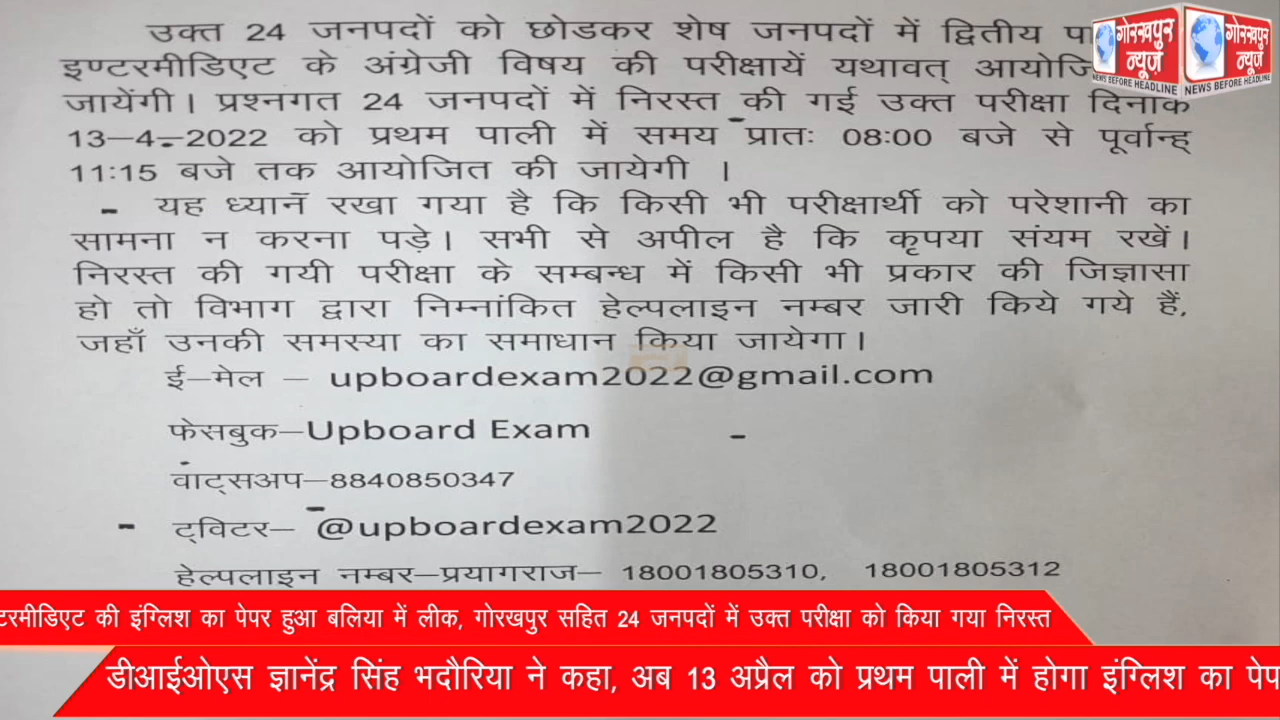 उक्त 24 जनपदों को छोडकर शेष जनपदों में द्वितीय
इण्टरमीडिएट के अंग्रेजी विषय की परीक्षायें यथावत्
जायेंगी। प्रश्नगत 24 जनपदों में निरस्त की गई उक्त परीक्षा दिनांक
13–4–2022 को प्रथम पाली में समय प्रातः 08:00 बजे से पूर्वान्ह्
11:15 बजे तक आयोजित की जायेगी ।
यह ध्यान रखा गया है कि किसी भी परीक्षार्थी को परेशानी का
सामना न करना पड़े। सभी से अपील है कि कृपया संयम रखें।
निरस्त की गयी परीक्षा के सम्बन्ध में किसी भी प्रकार की जिज्ञासा
हो तो विभाग द्वारा निम्नांकित हेल्पलाइन नम्बर जारी किये गये हैं,
जहाँ उनकी समस्या का समाधान किया जायेगा।
ई–मेल – upboardexam2022@gmail.com
फेसबुक–Upboard Exam
वाट्सअप–8840850347
ट्विटर– @upboardexam2022
हेल्पलाइन नम्बर–प्रयागराज– 18001805310, 18001805312
गोरखपुर न्यूज़
NEWS BEFORE HEADLINE
गोरखपुर न्यूज़
NEWS BEFORE HEADLINE
टरमीडिएट की इंग्लिश का पेपर हुआ बलिया में लीक, गोरखपुर सहित 24 जनपदों में उक्त परीक्षा को किया गया निरस्त
डीआईओएस ज्ञानेंद्र सिंह भदौरिया ने कहा, अब 13 अप्रैल को प्रथम पाली में होगा इंग्लिश का पेप